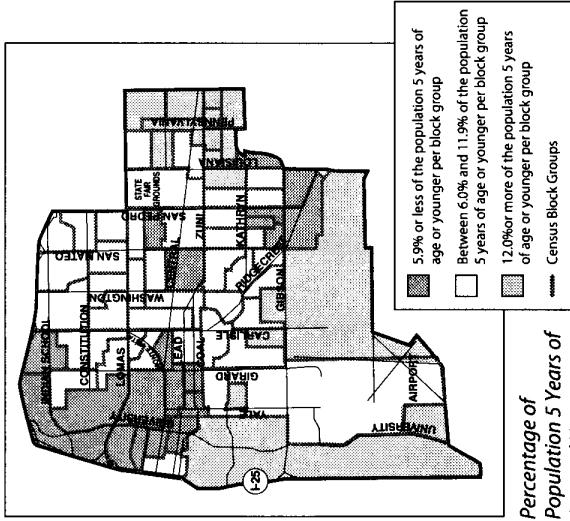 INDIAN SCHOOL
CONSTITUTION
LOMAS
SAN MATEO
WASHINGTON
SAN PEDRO
STATE
FAIR
GROUNDS
PENNSYLVANIA
LOUISIANA
CENTRAL
ZUNI
KATHRYN
RIDGECREST
GIBSON
UNIVERSITY
LEAD
COAL
CARLISLE
GIRARD
YALE
I-25
AIRPORT
UNIVERSITY
5.9% or less of the population 5 years of
age or younger per block group
Between 6.0% and 11.9% of the population
5 years of age or younger per block group
12.0%or more of the population 5 years
of age or younger per block group
Census Block Groups
Percentage of
Population 5 Years of